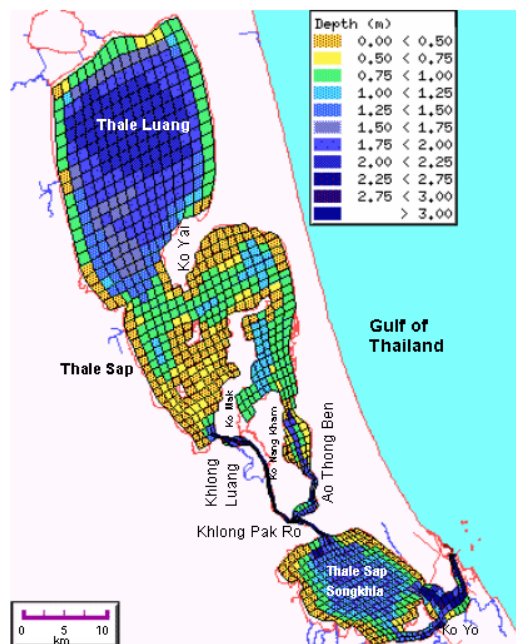 Depth (m)
0.00 < 0.50
0.50 < 0.75
0.75 < 1.00
1.00 < 1.25
1.25 < 1.50
1.50 < 1.75
1.75 < 2.00
2.00 < 2.25
2.25 < 2.75
2.75 < 3.00
> 3.00
Thale Luang
Ko Yai
Gulf of
Thailand
Thale Sap
Ko Mak
Ko Nang Kham
Ao Thong Ben
Khlong
Luang
Khlong Pak Ro
Thale Sap
Songkhla
Ko Yo
0 5 10
km